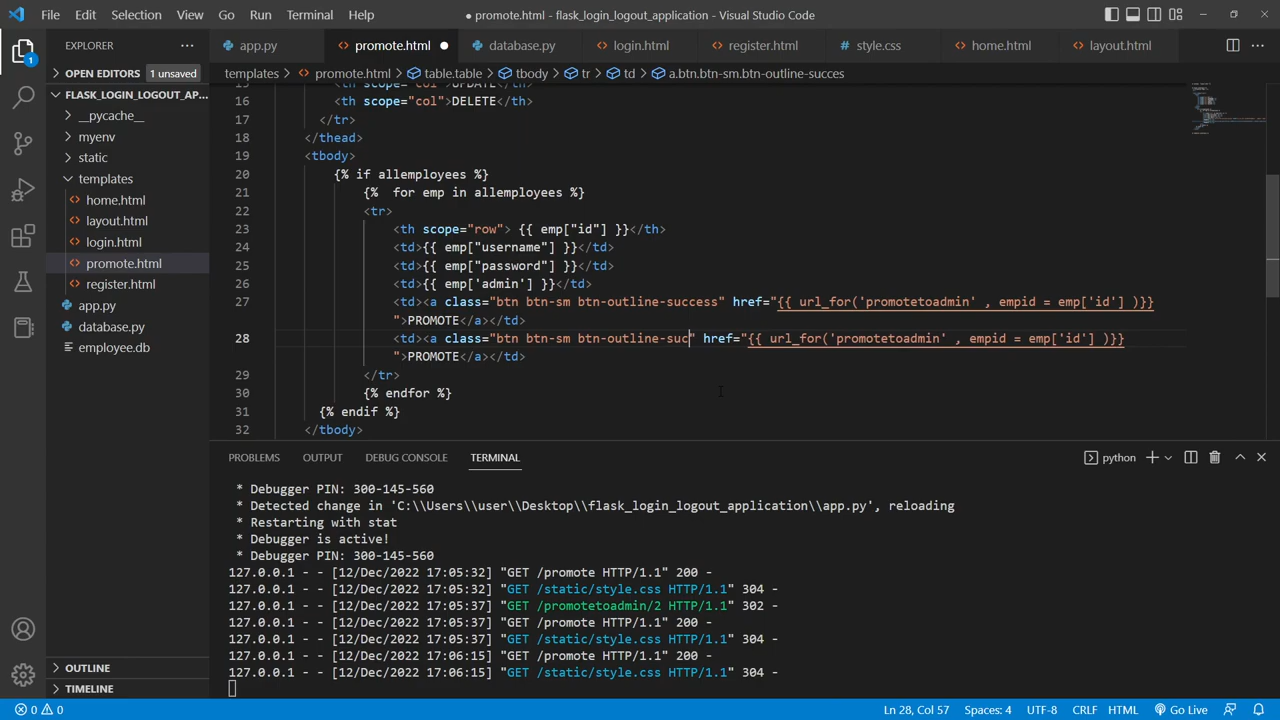 File Edit Selection View Go Run Terminal Help
● promote.html - flask_login_logout_application - Visual Studio Code
EXPLORER
app.py promote.html database.py login.html register.html style.css home.html layout.html
OPEN EDITORS 1 unsaved
templates > promote.html > table.table > tbody > tr > td > a.btn.btn-sm.btn-outline-succes
FLASK_LOGIN_LOGOUT_AP...
__pycache__
myenv
static
templates
home.html
layout.html
login.html
promote.html
register.html
app.py
database.py
employee.db
OUTLINE
TIMELINE
15 <th scope="col">UPDATE</th>
16 <th scope="col">DELETE</th>
17 </tr>
18 </thead>
19 <tbody>
20 {% if allemployees %}
21 {%  for emp in allemployees %}
22 <tr>
23 <th scope="row"> {{ emp["id"] }}</th>
24 <td>{{ emp["username"] }}</td>
25 <td>{{ emp["password"] }}</td>
26 <td>{{ emp['admin'] }}</td>
27 <td><a class="btn btn-sm btn-outline-success" href="{{ url_for('promotetoadmin' , empid = emp['id'] )}}
">PROMOTE</a></td>
28 <td><a class="btn btn-sm btn-outline-suc" href="{{ url_for('promotetoadmin' , empid = emp['id'] )}}
">PROMOTE</a></td>
29 </tr>
30 {% endfor %}
31 {% endif %}
32 </tbody>
PROBLEMS OUTPUT DEBUG CONSOLE TERMINAL
python
* Debugger PIN: 300-145-560
* Detected change in 'C:\\Users\\user\\Desktop\\flask_login_logout_application\\app.py', reloading
* Restarting with stat
* Debugger is active!
* Debugger PIN: 300-145-560
127.0.0.1 - - [12/Dec/2022 17:05:32] "GET /promote HTTP/1.1" 200 -
127.0.0.1 - - [12/Dec/2022 17:05:32] "GET /static/style.css HTTP/1.1" 304 -
127.0.0.1 - - [12/Dec/2022 17:05:37] "GET /promotetoadmin/2 HTTP/1.1" 302 -
127.0.0.1 - - [12/Dec/2022 17:05:37] "GET /promote HTTP/1.1" 200 -
127.0.0.1 - - [12/Dec/2022 17:05:37] "GET /static/style.css HTTP/1.1" 304 -
127.0.0.1 - - [12/Dec/2022 17:06:15] "GET /promote HTTP/1.1" 200 -
127.0.0.1 - - [12/Dec/2022 17:06:15] "GET /static/style.css HTTP/1.1" 304 -
0 0 Ln 28, Col 57 Spaces: 4 UTF-8 CRLF HTML Go Live